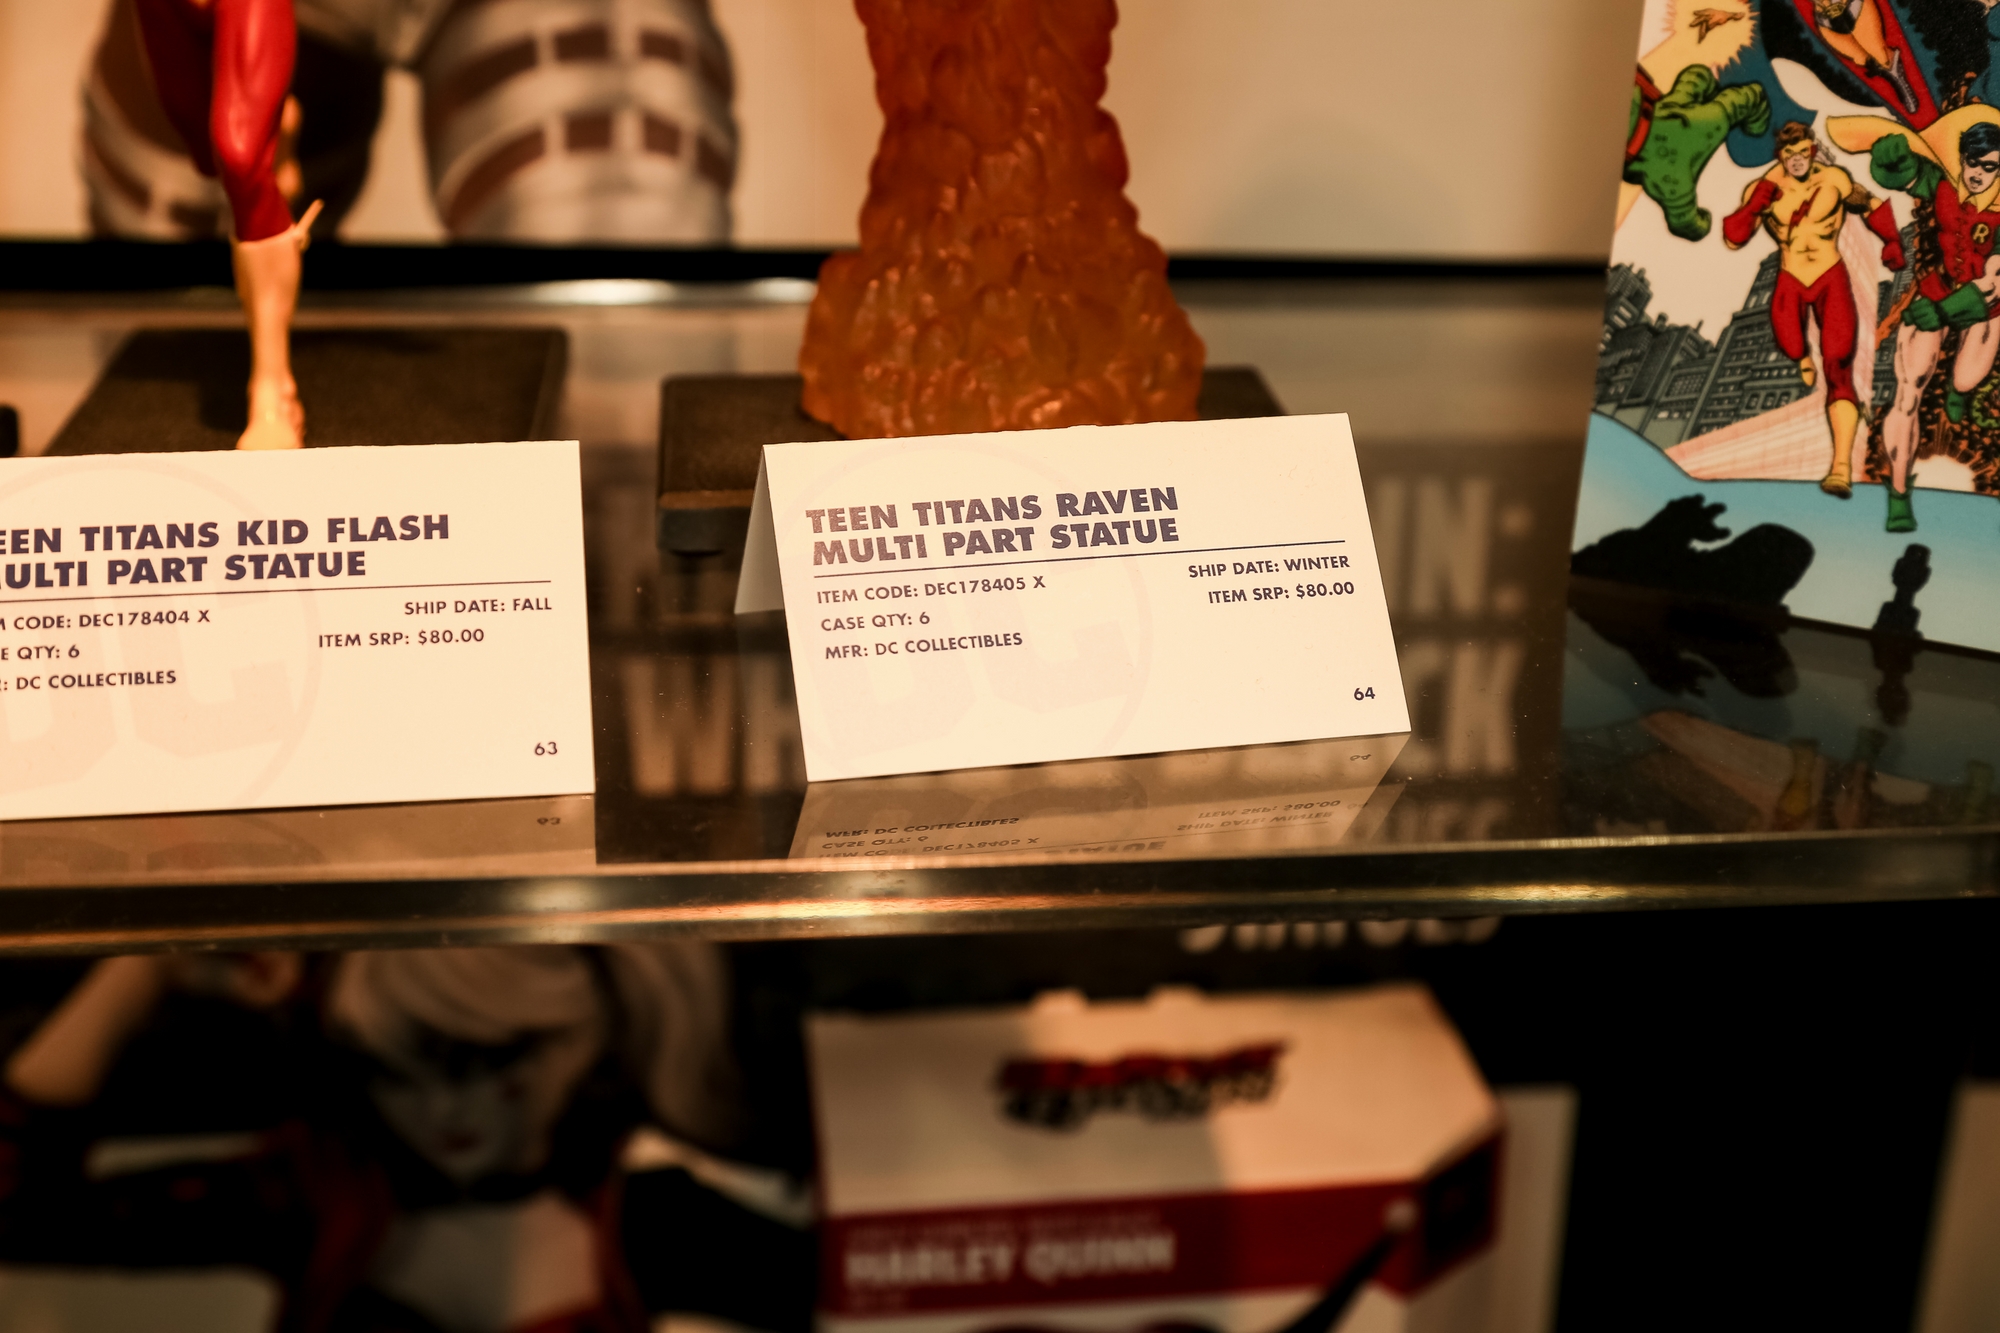 EEN TITANS KID FLASH
ULTI PART STATUE
M CODE: DEC178404 X
SHIP DATE: FALL
E QTY: 6
ITEM SRP: $80.00
: DC COLLECTIBLES
63
TEEN TITANS RAVEN
MULTI PART STATUE
ITEM CODE: DEC178405 X
SHIP DATE: WINTER
CASE QTY: 6
ITEM SRP: $80.00
MFR: DC COLLECTIBLES
64
DC
DC
R
HARLEY QUINN